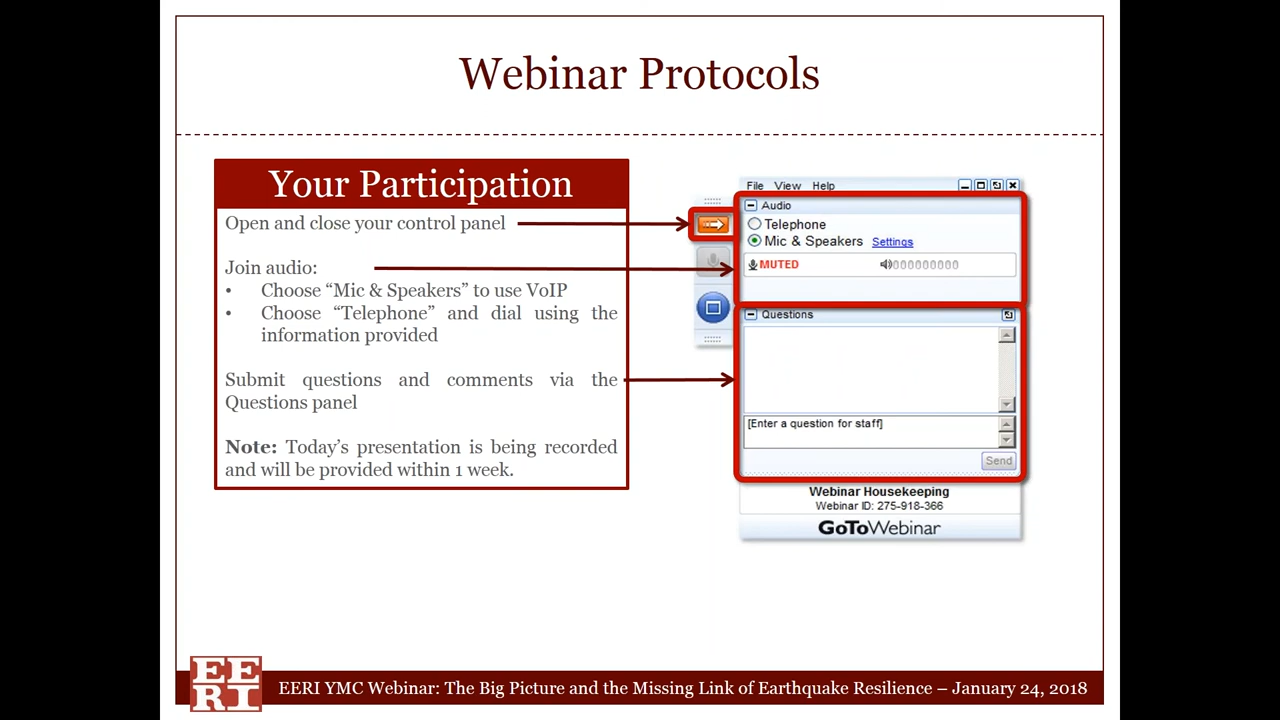 Webinar Protocols
Your Participation
Open and close your control panel
Join audio:
• Choose “Mic & Speakers” to use VoIP
• Choose “Telephone” and dial using the
information provided
Submit questions and comments via the
Questions panel
Note: Today’s presentation is being recorded
and will be provided within 1 week.
File View Help
Audio
Telephone
Mic & Speakers Settings
MUTED 000000000
Questions
[Enter a question for staff]
Send
Webinar Housekeeping
Webinar ID: 275-918-366
GoToWebinar
EE
RI
EERI YMC Webinar: The Big Picture and the Missing Link of Earthquake Resilience – January 24, 2018